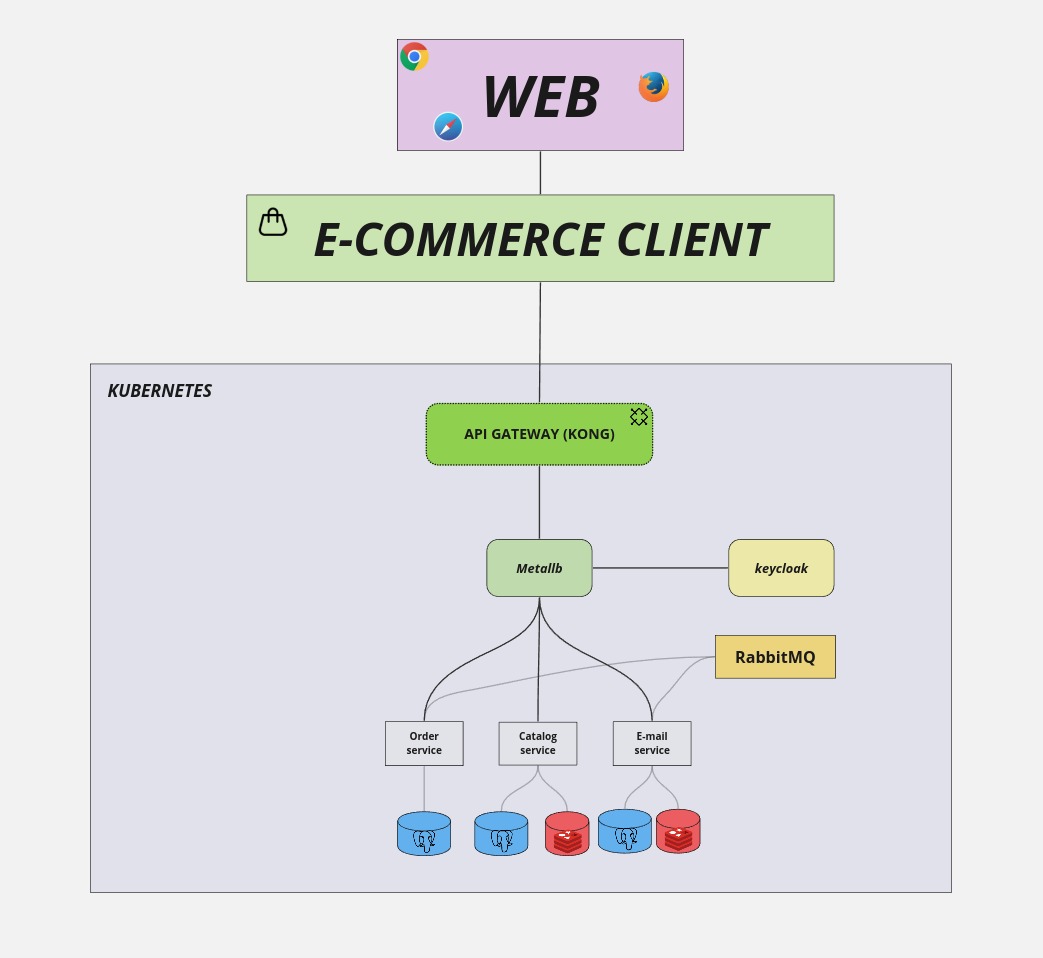 WEB
E-COMMERCE CLIENT
KUBERNETES
API GATEWAY (KONG)
Metallb
keycloak
RabbitMQ
Order
service
Catalog
service
E-mail
service